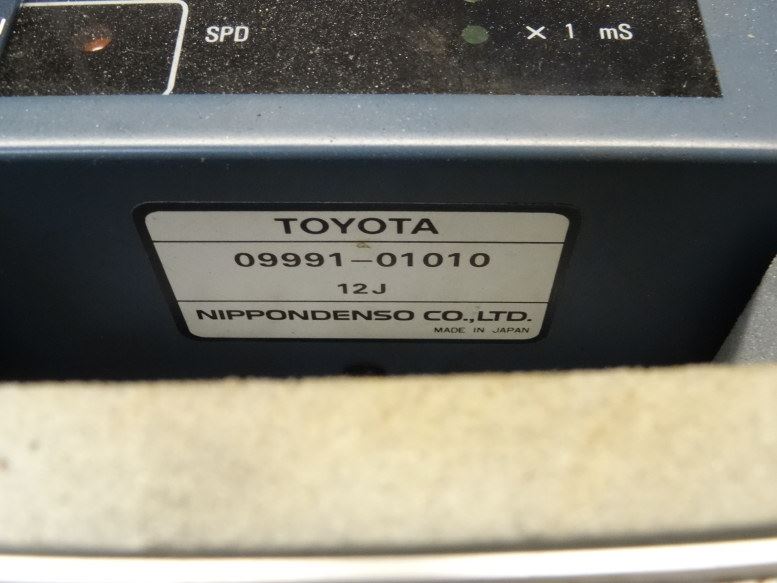 SPD
× 1 mS
TOYOTA
09991-01010
12J
NIPPONDENSO CO.,LTD.
MADE IN JAPAN